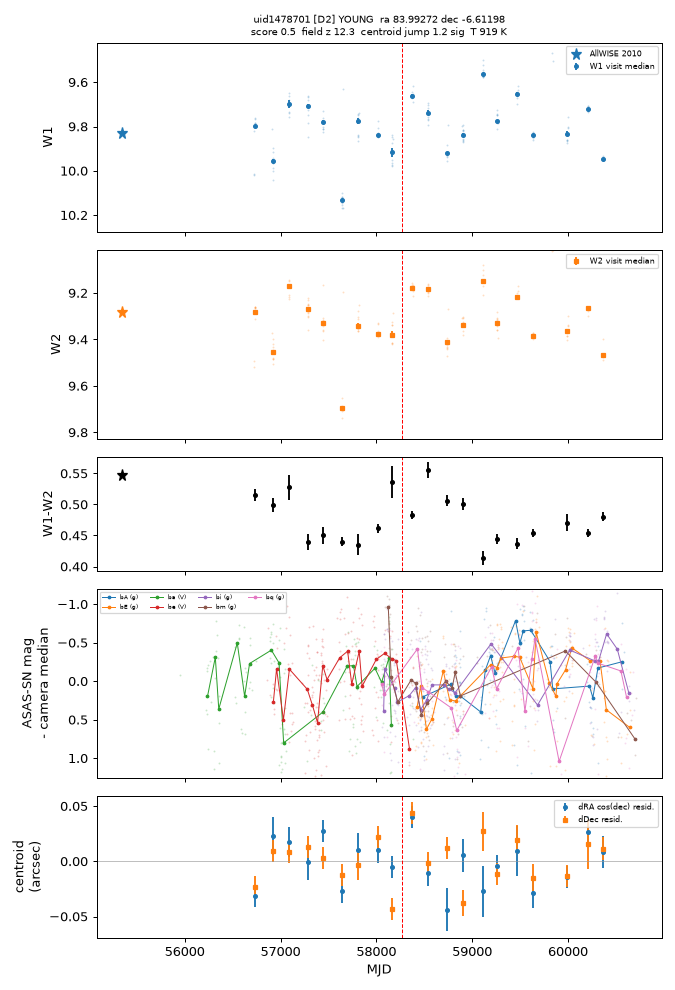 uid1478701 [D2] YOUNG ra 83.99272 dec -6.61198
score 0.5 field z 12.3 centroid jump 1.2 sig T 919 K
AllWISE 2010
W1 visit median
9.6
9.8
10.0
10.2
W1
W2 visit median
9.2
9.4
9.6
9.8
W2
0.55
0.50
0.45
0.40
W1-W2
bA (g)
bE (g)
ba (V)
be (V)
bi (g)
bm (g)
bq (g)
−1.0
−0.5
0.0
0.5
1.0
ASAS-SN mag
- camera median
dRA cos(dec) resid.
dDec resid.
0.05
0.00
−0.05
centroid
(arcsec)
56000 57000 58000 59000 60000
MJD